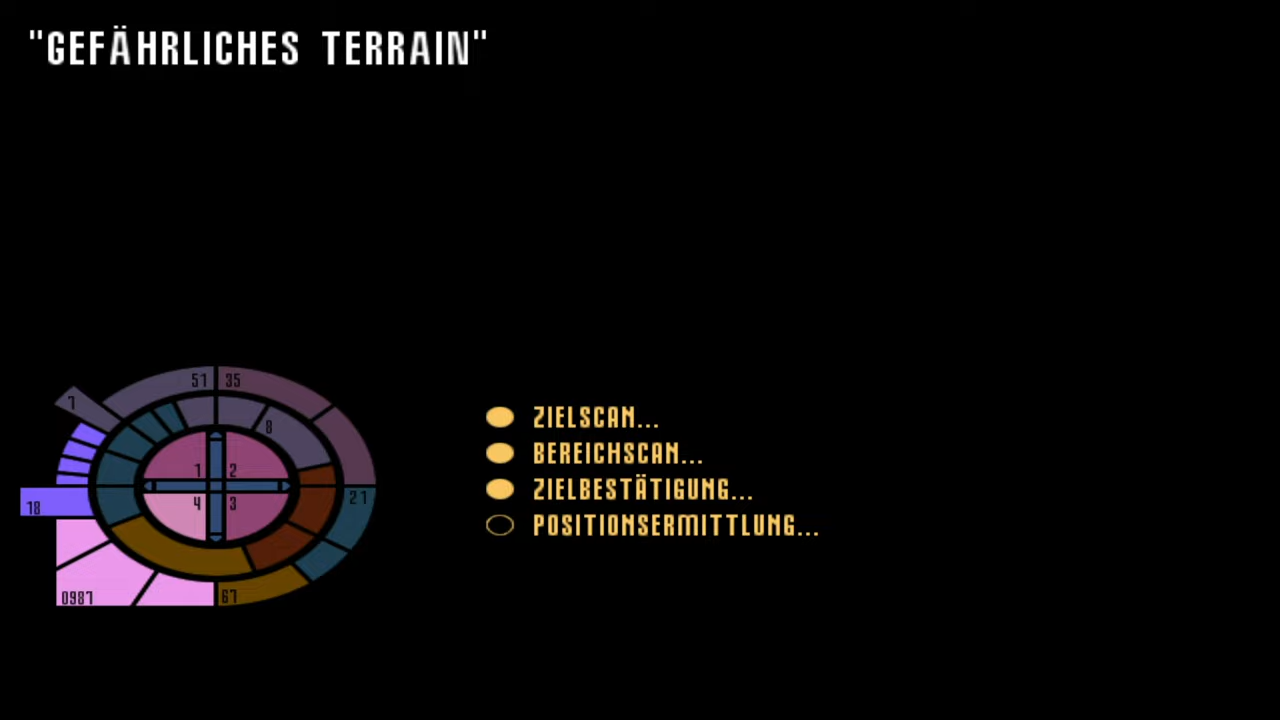 "GEFÄHRLICHES TERRAIN"
51 35
7
8
1 2
4 3
21
18
0987
67
ZIELSCAN...
BEREICHSCAN...
ZIELBESTÄTIGUNG...
POSITIONSERMITTLUNG...